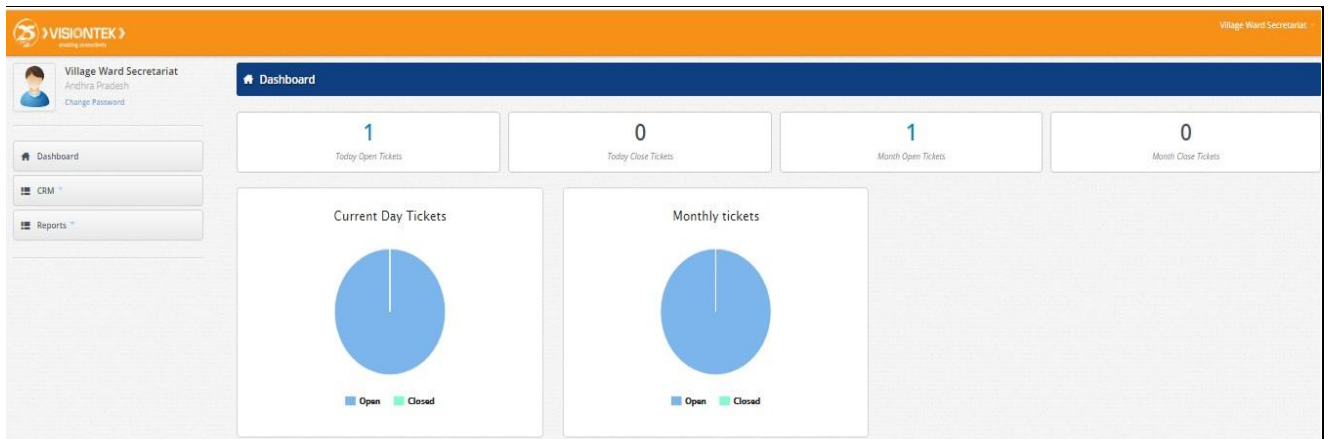 25 VISIONTEK
Village Ward Secretariat
Village Ward Secretariat
Andhra Pradesh
Change Password
Dashboard
1
Today Open Tickets
0
Today Close Tickets
1
Month Open Tickets
0
Month Close Tickets
Dashboard
CRM
Reports
Current Day Tickets
Open Closed
Monthly tickets
Open Closed